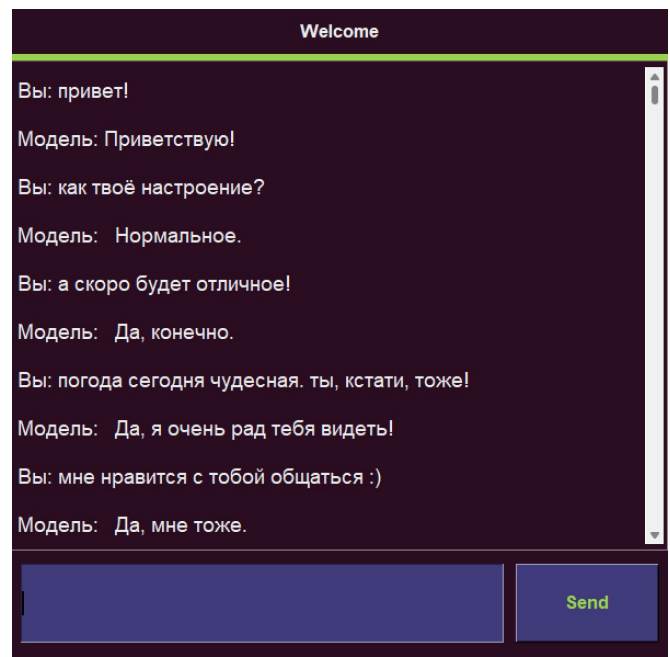 Welcome
Вы: привет!
Модель: Приветствую!
Вы: как твоё настроение?
Модель:   Нормальное.
Вы: а скоро будет отличное!
Модель:   Да, конечно.
Вы: погода сегодня чудесная. ты, кстати, тоже!
Модель:   Да, я очень рад тебя видеть!
Вы: мне нравится с тобой общаться :)
Модель:   Да, мне тоже.
Send